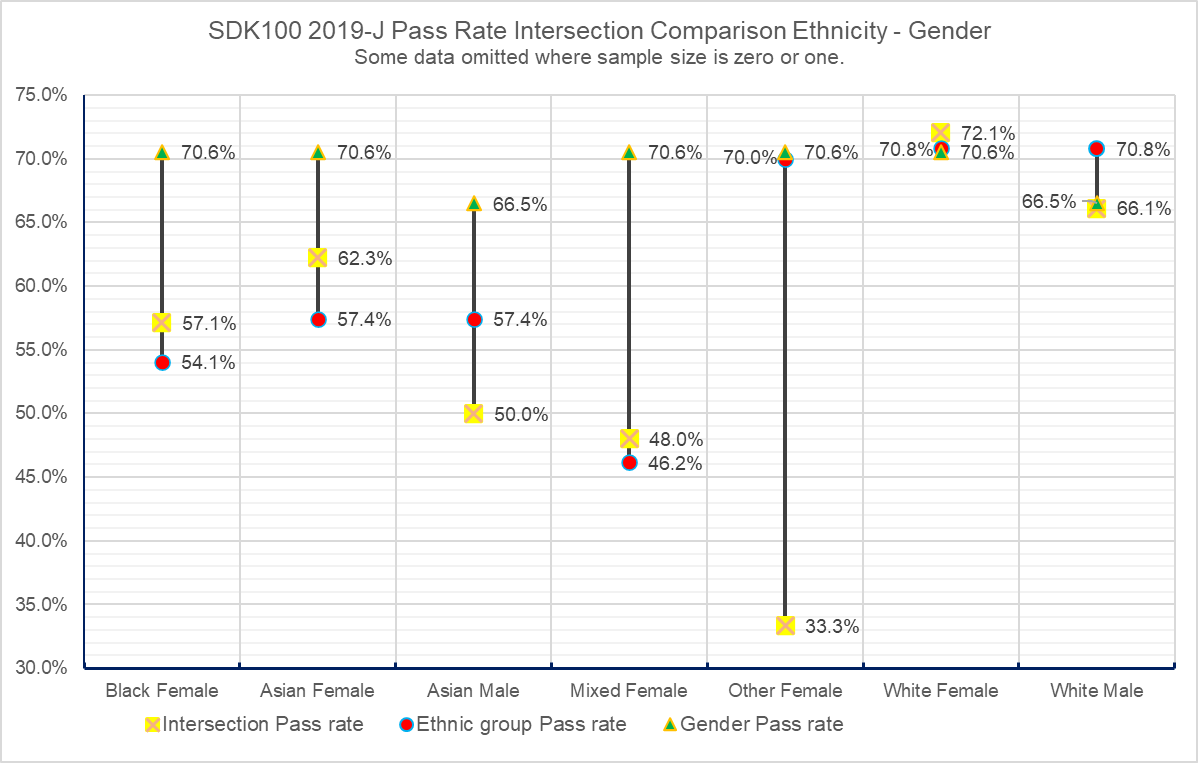 SDK100 2019-J Pass Rate Intersection Comparison Ethnicity - Gender
Some data omitted where sample size is zero or one.
75.0%
70.0%
65.0%
60.0%
55.0%
50.0%
45.0%
40.0%
35.0%
30.0%
70.6%
57.1%
54.1%
70.6%
62.3%
57.4%
66.5%
57.4%
50.0%
70.6%
48.0%
46.2%
70.0%
70.6%
33.3%
72.1%
70.8%
70.6%
70.8%
66.5%
66.1%
Black Female
Asian Female
Asian Male
Mixed Female
Other Female
White Female
White Male
Intersection Pass rate
Ethnic group Pass rate
Gender Pass rate